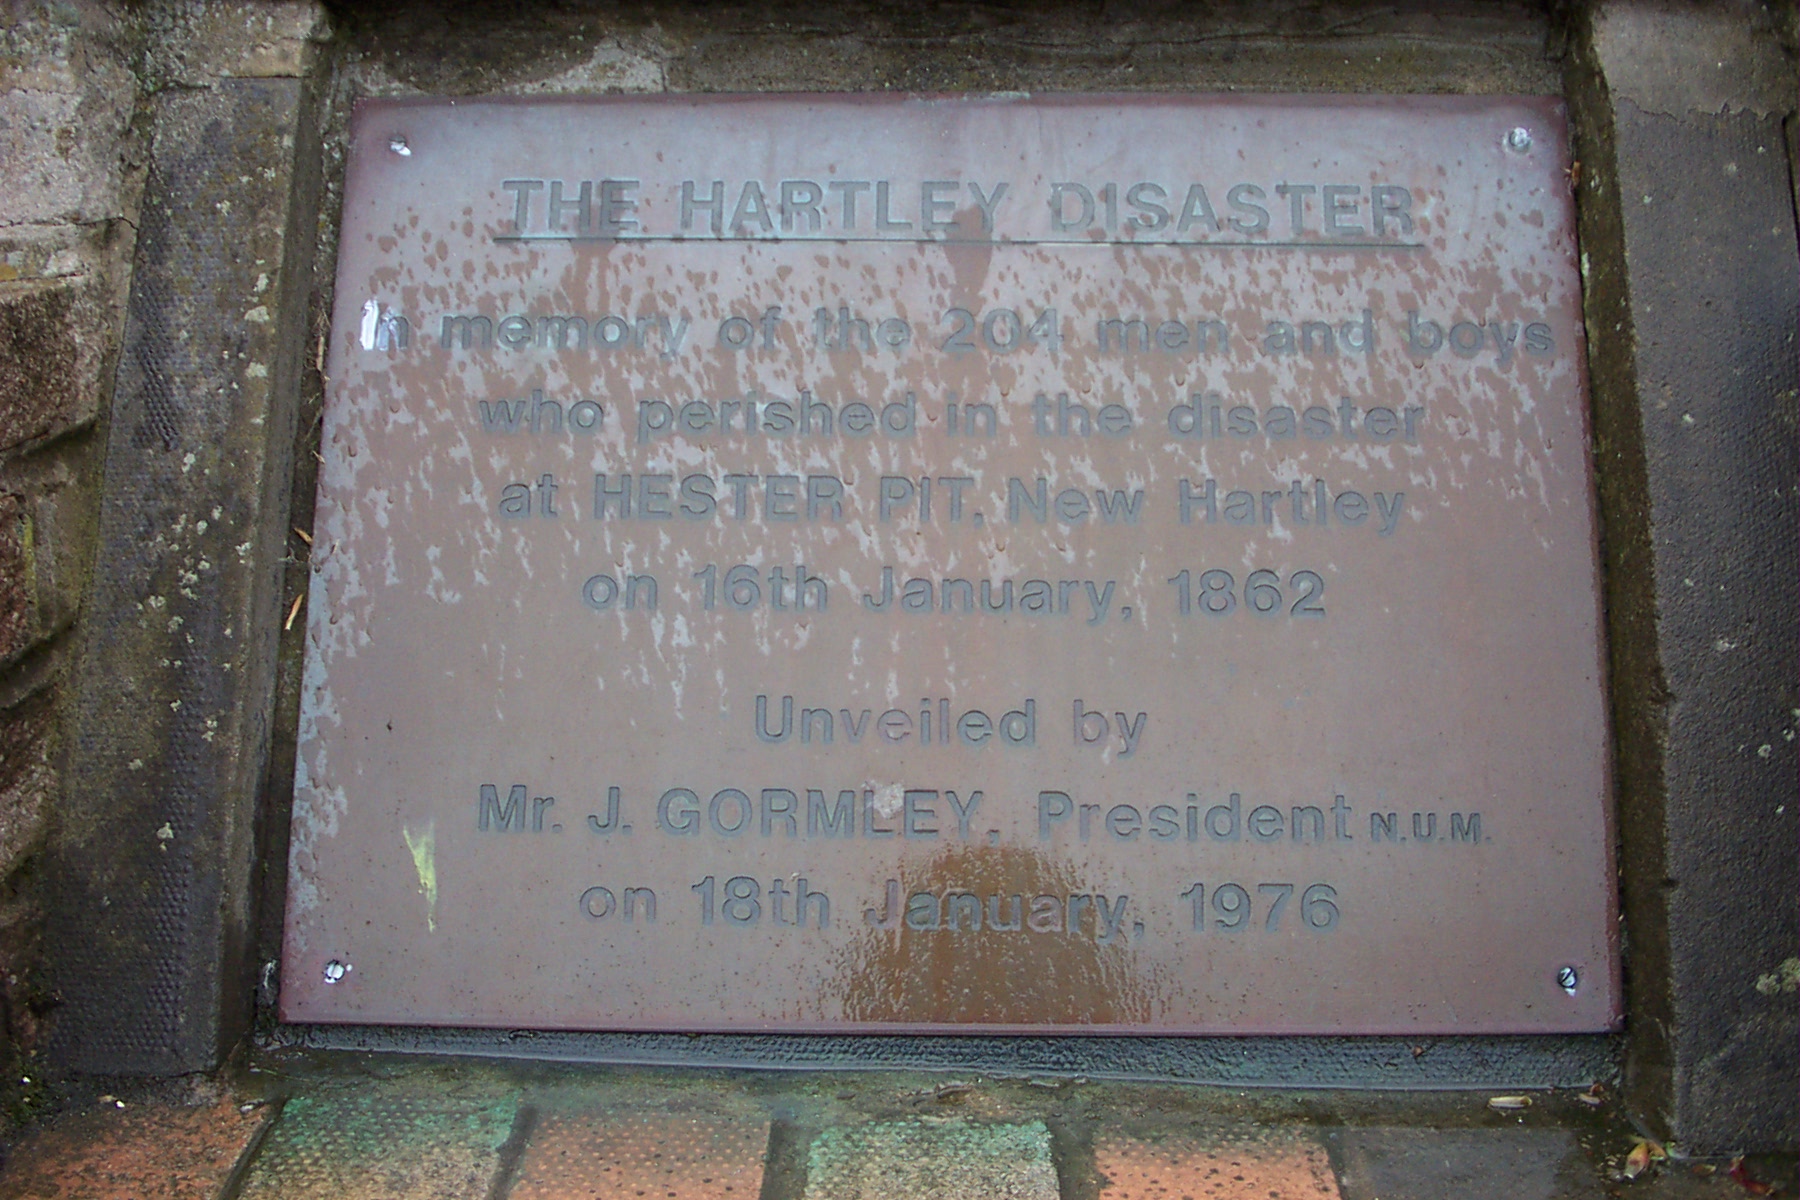 THE HARTLEY DISASTER
In memory of the 204 men and boys
who perished in the disaster
at HESTER PIT, New Hartley
on 16th January, 1862
Unveiled by
Mr. J. GORMLEY, President N.U.M.
on 18th January, 1976